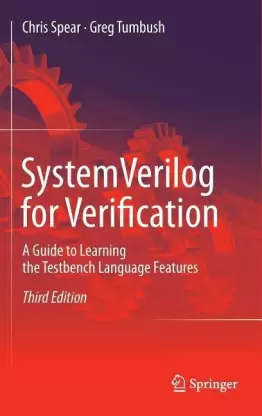 Chris Spear · Greg Tumbush
SystemVerilog
for Verification
A Guide to Learning
the Testbench Language Features
Third Edition
Springer